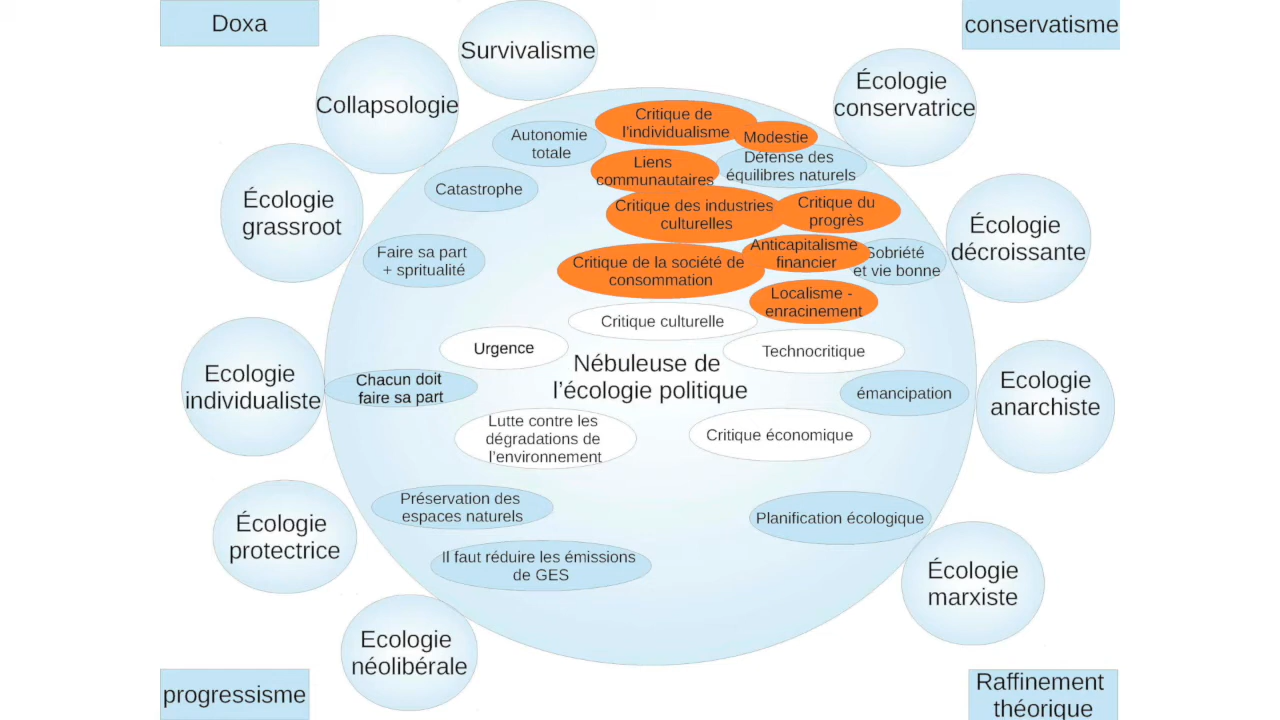 Doxa
Survivalisme
conservatisme
Collapsologie
Écologie
conservatrice
Autonomie
totale
Critique de
l'individualisme
Modestie
Défense des
équilibres naturels
Liens
communautaires
Catastrophe
Écologie
grassroot
Critique des industries
culturelles
Critique du
progrès
Écologie
décroissante
Faire sa part
+ spritualité
Critique de la société de
consommation
Anticapitalisme
financier
Sobriété
et vie bonne
Localisme -
enracinement
Critique culturelle
Urgence
Technocritique
Nébuleuse de
l'écologie politique
Ecologie
individualiste
Chacun doit
faire sa part
émancipation
Ecologie
anarchiste
Lutte contre les
dégradations de
l'environnement
Critique économique
Préservation des
espaces naturels
Planification écologique
Écologie
protectrice
Il faut réduire les émissions
de GES
Écologie
marxiste
Ecologie
néolibérale
progressisme
Raffinement
théorique